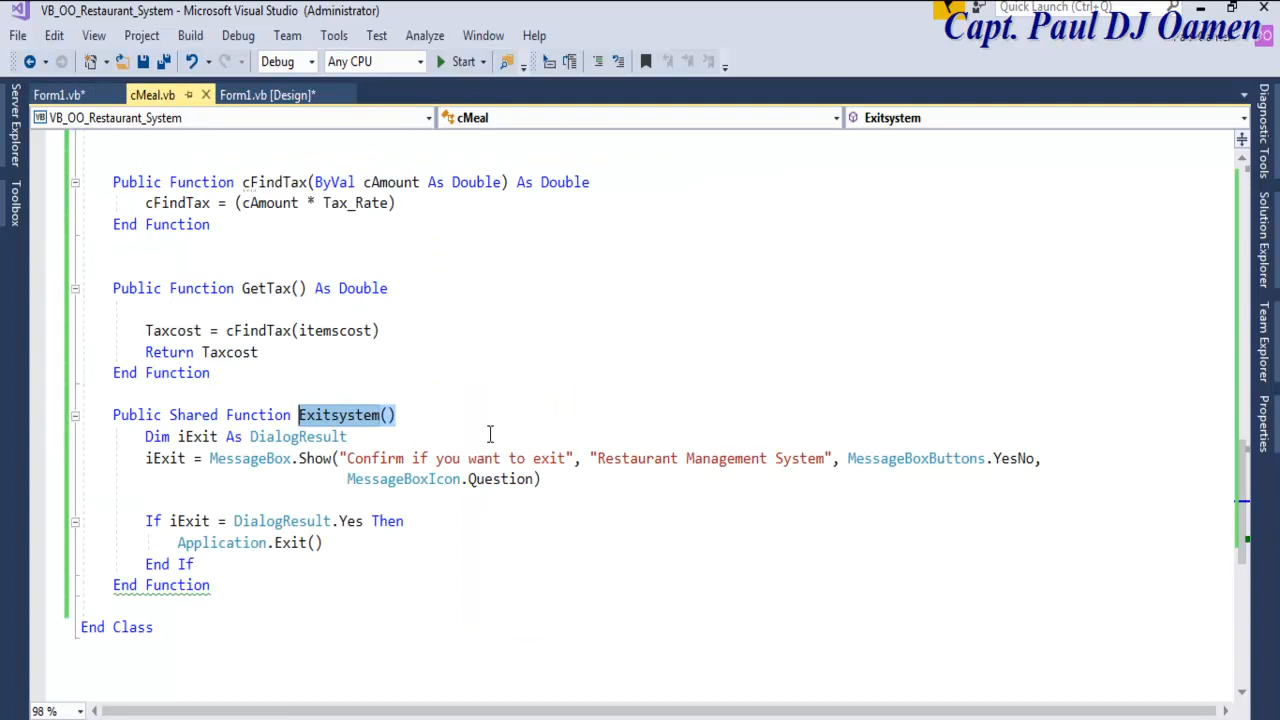 VB_OO_Restaurant_System - Microsoft Visual Studio (Administrator)
Quick Launch (Ctrl+Q)
Capt. Paul DJ Oamen
File Edit View Project Build Debug Team Tools Test Analyze Window Help
Debug Any CPU Start
Form1.vb* cMeal.vb Form1.vb [Design]*
VB_OO_Restaurant_System cMeal Exitsystem
Server Explorer
Toolbox
Public Function cFindTax(ByVal cAmount As Double) As Double
cFindTax = (cAmount * Tax_Rate)
End Function
Public Function GetTax() As Double
Taxcost = cFindTax(itemscost)
Return Taxcost
End Function
Public Shared Function Exitsystem()
Dim iExit As DialogResult
iExit = MessageBox.Show("Confirm if you want to exit", "Restaurant Management System", MessageBoxButtons.YesNo,
MessageBoxIcon.Question)
If iExit = DialogResult.Yes Then
Application.Exit()
End If
End Function
End Class
98 %
Diagnostic Tools
Solution Explorer
Team Explorer
Properties